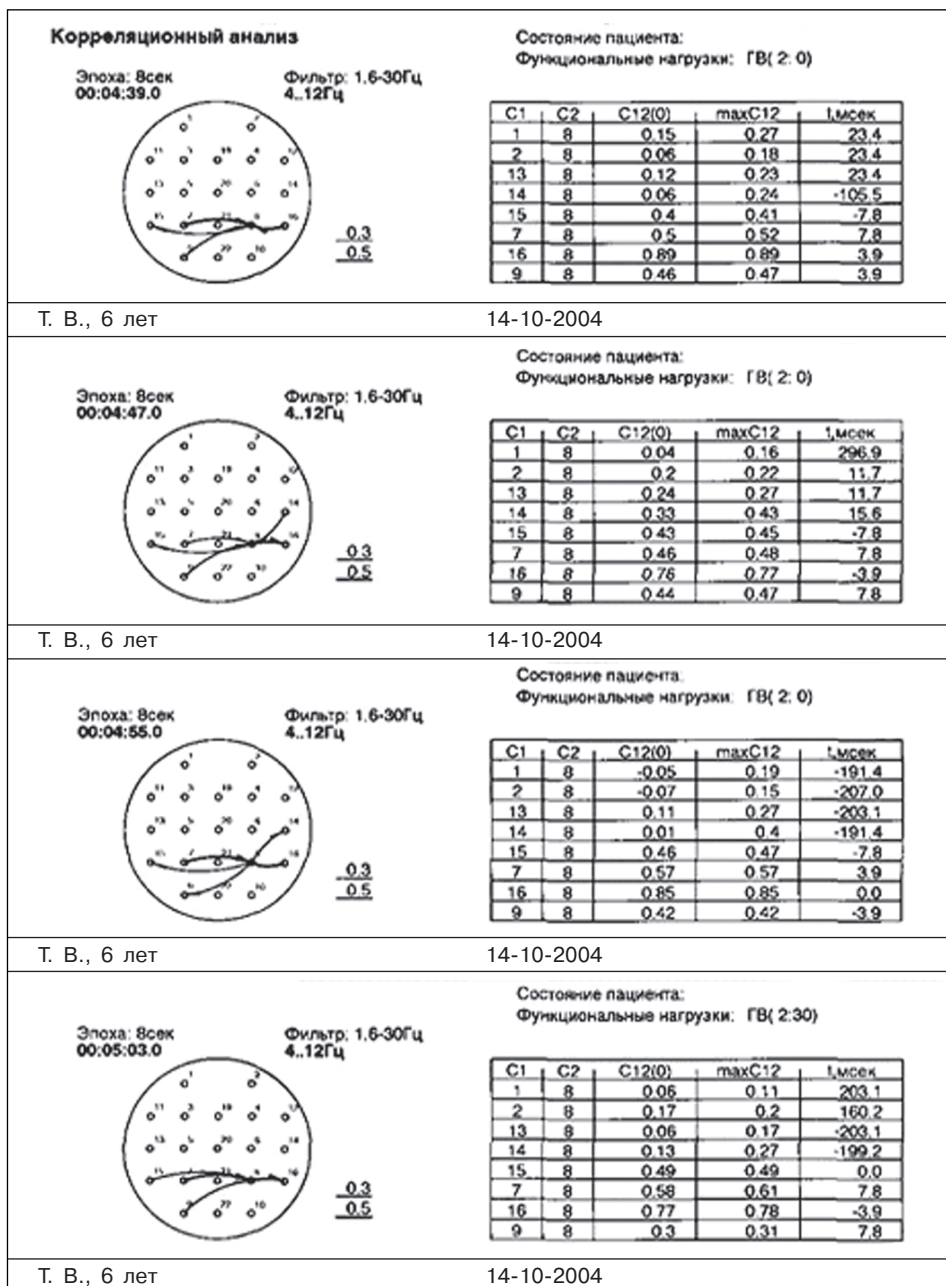 Корреляционный анализ
Состояние пациента:
Функциональные нагрузки: ГВ( 2: 0)
Эпоха: 8сек Фильтр: 1,6-30Гц
00:04:39.0 4..12Гц
0.3
0.5
C1 C2 C12(0) maxC12 t,мсек
1 8 0.15 0.27 23.4
2 8 0.06 0.18 23.4
13 8 0.12 0.23 23.4
14 8 0.06 0.24 -105.5
15 8 0.4 0.41 -7.8
7 8 0.5 0.52 7.8
16 8 0.89 0.89 3.9
9 8 0.46 0.47 3.9
Т. В., 6 лет 14-10-2004
Состояние пациента:
Функциональные нагрузки: ГВ( 2: 0)
Эпоха: 8сек Фильтр: 1,6-30Гц
00:04:47.0 4..12Гц
0.3
0.5
C1 C2 C12(0) maxC12 t,мсек
1 8 0.04 0.16 296.9
2 8 0.2 0.22 11.7
13 8 0.24 0.27 11.7
14 8 0.33 0.43 15.6
15 8 0.43 0.45 -7.8
7 8 0.46 0.48 7.8
16 8 0.76 0.77 -3.9
9 8 0.44 0.47 7.8
Т. В., 6 лет 14-10-2004
Состояние пациента:
Функциональные нагрузки: ГВ( 2: 0)
Эпоха: 8сек Фильтр: 1,6-30Гц
00:04:55.0 4..12Гц
0.3
0.5
C1 C2 C12(0) maxC12 t,мсек
1 8 -0.05 0.19 -191.4
2 8 -0.07 0.15 -207.0
13 8 0.11 0.27 -203.1
14 8 0.01 0.4 -191.4
15 8 0.46 0.47 -7.8
7 8 0.57 0.57 3.9
16 8 0.85 0.85 0.0
9 8 0.42 0.42 -3.9
Т. В., 6 лет 14-10-2004
Состояние пациента:
Функциональные нагрузки: ГВ( 2:30)
Эпоха: 8сек Фильтр: 1,6-30Гц
00:05:03.0 4..12Гц
0.3
0.5
C1 C2 C12(0) maxC12 t,мсек
1 8 0.06 0.11 203.1
2 8 0.17 0.2 160.2
13 8 0.06 0.17 -203.1
14 8 0.13 0.27 -199.2
15 8 0.49 0.49 0.0
7 8 0.58 0.61 7.8
16 8 0.77 0.78 -3.9
9 8 0.3 0.31 7.8
Т. В., 6 лет 14-10-2004